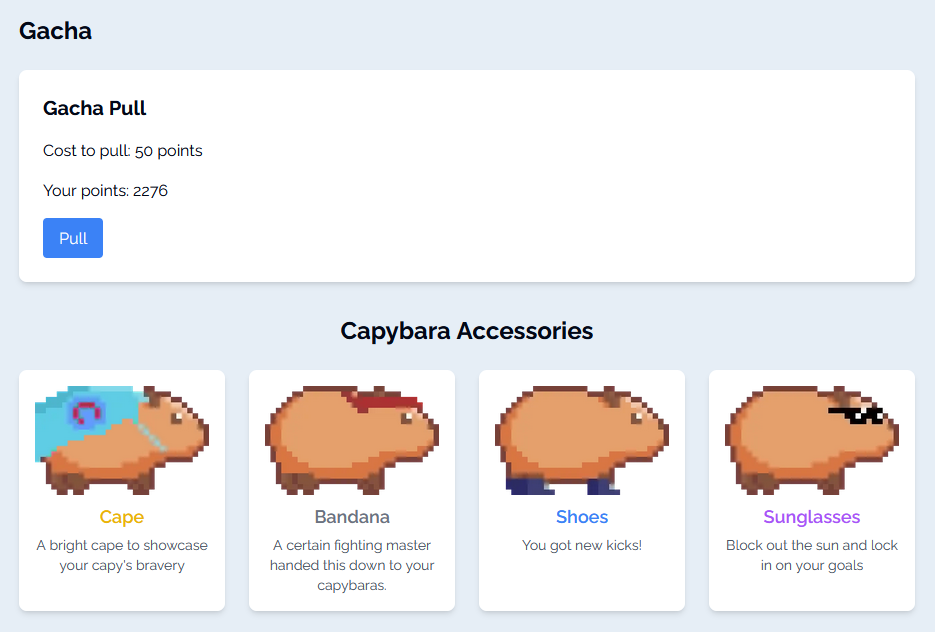 Gacha
Gacha Pull
Cost to pull: 50 points
Your points: 2276
Pull
Capybara Accessories
Cape
A bright cape to showcase
your capy's bravery
Bandana
A certain fighting master
handed this down to your
capybaras.
Shoes
You got new kicks!
Sunglasses
Block out the sun and lock
in on your goals